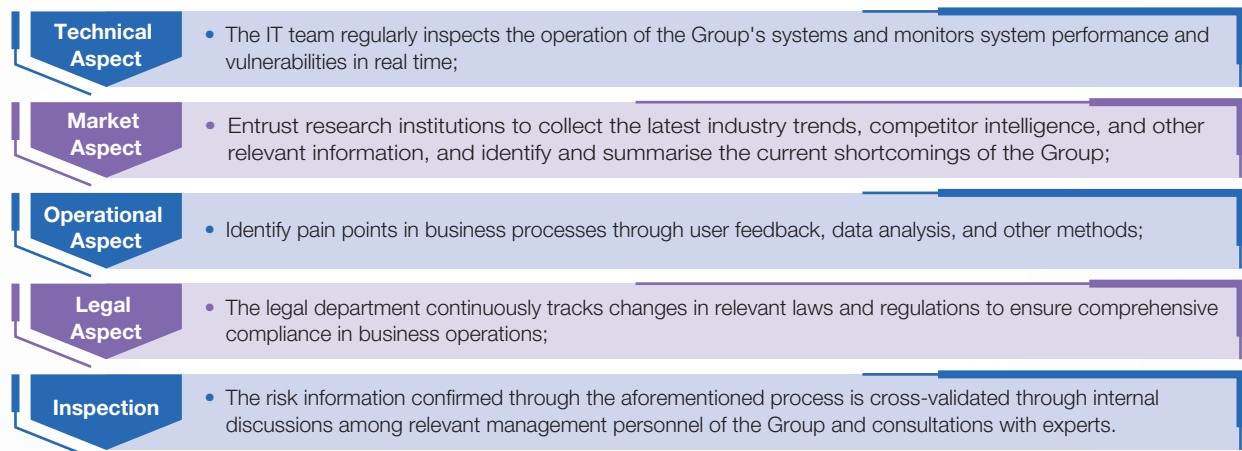 Technical
Aspect
• The IT team regularly inspects the operation of the Group's systems and monitors system performance and
vulnerabilities in real time;
Market
Aspect
• Entrust research institutions to collect the latest industry trends, competitor intelligence, and other
relevant information, and identify and summarise the current shortcomings of the Group;
Operational
Aspect
• Identify pain points in business processes through user feedback, data analysis, and other methods;
Legal
Aspect
• The legal department continuously tracks changes in relevant laws and regulations to ensure comprehensive
compliance in business operations;
Inspection
• The risk information confirmed through the aforementioned process is cross-validated through internal
discussions among relevant management personnel of the Group and consultations with experts.